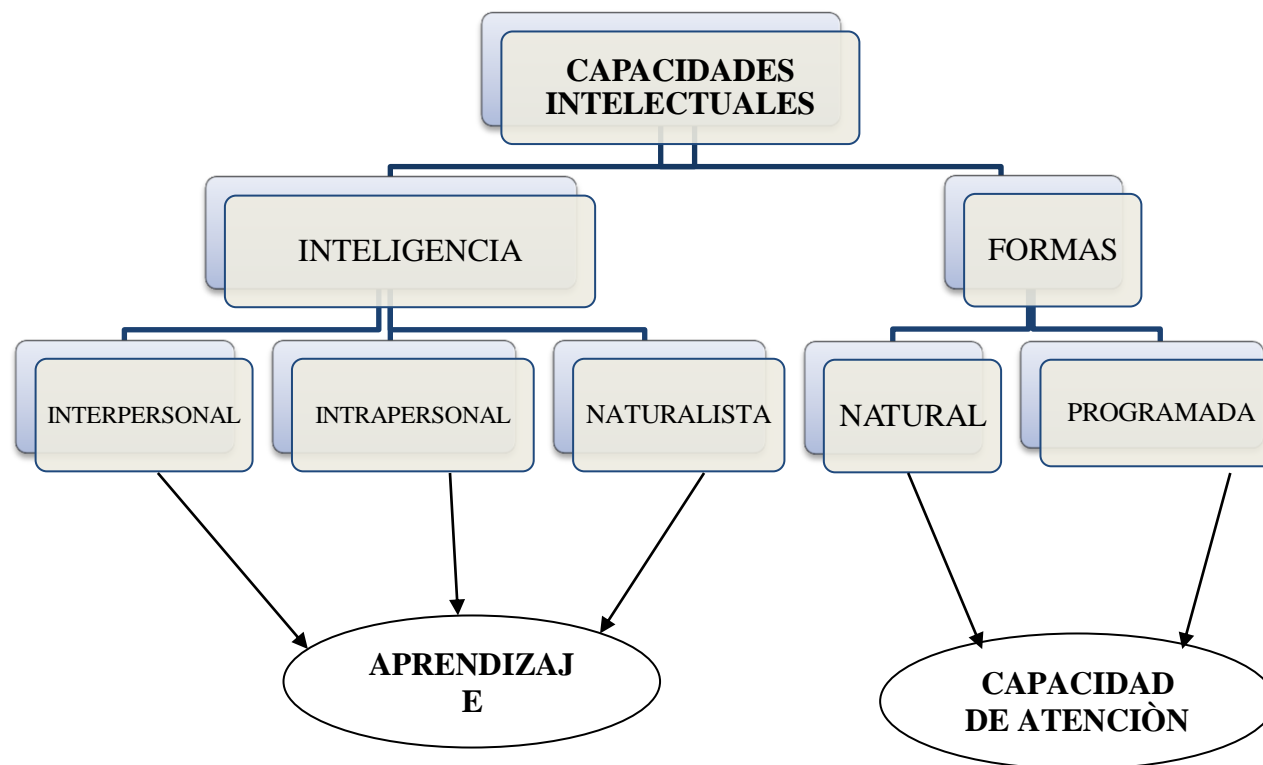 CAPACIDADES
INTELECTUALES
INTELIGENCIA
FORMAS
INTERPERSONAL
INTRAPERSONAL
NATURALISTA
NATURAL
PROGRAMADA
APRENDIZAJ
E
CAPACIDAD
DE ATENCIÒN